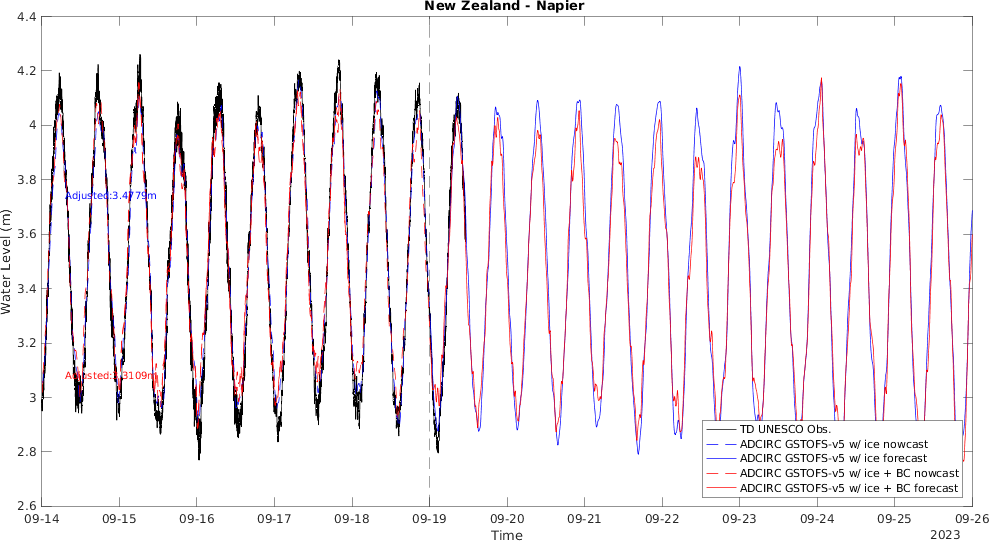 New Zealand - Napier
4.4
4.2
4
3.8
3.6
3.4
3.2
3
2.8
2.6
Water Level (m)
Adjusted:3.4779m
Adjusted:3.3109m
TD UNESCO Obs.
ADCIRC GSTOFS-v5 w/ ice nowcast
ADCIRC GSTOFS-v5 w/ ice forecast
ADCIRC GSTOFS-v5 w/ ice + BC nowcast
ADCIRC GSTOFS-v5 w/ ice + BC forecast
09-14 09-15 09-16 09-17 09-18 09-19 09-20 09-21 09-22 09-23 09-24 09-25 09-26
Time
2023